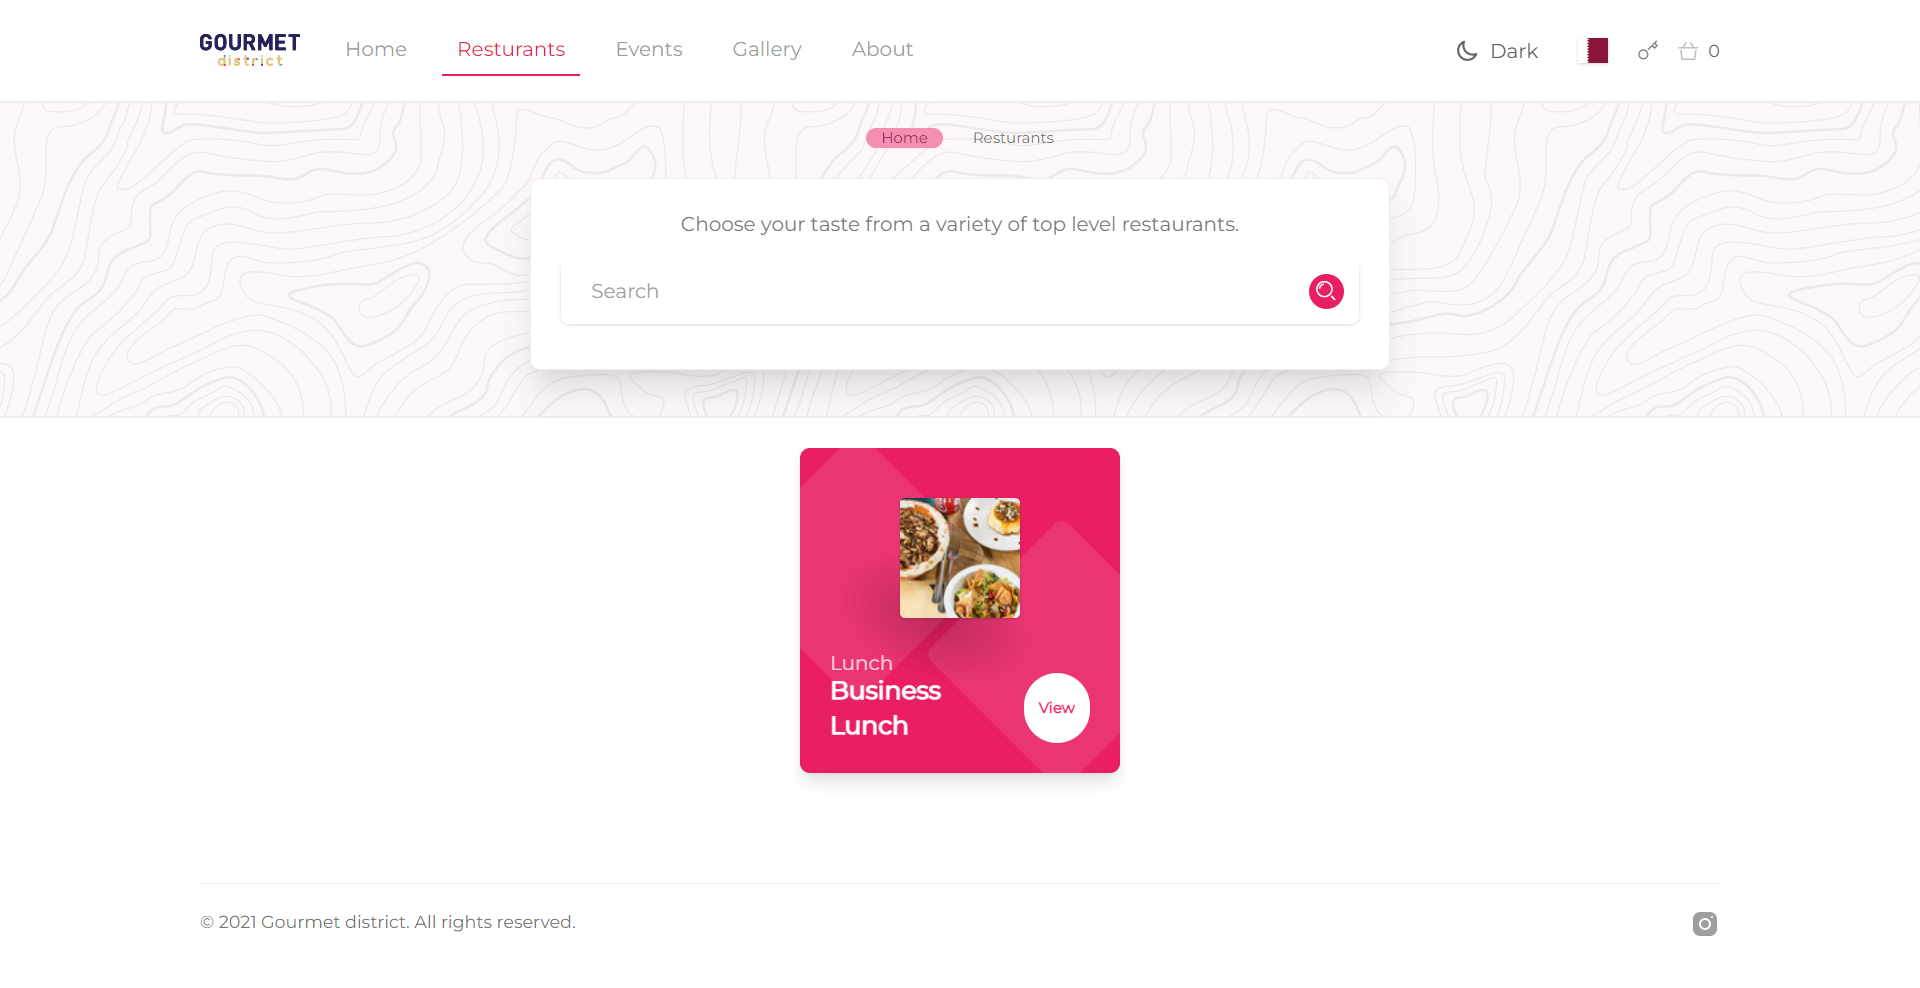 GOURMET
district
Home
Resturants
Events
Gallery
About
Dark
0
Home
Resturants
Choose your taste from a variety of top level restaurants.
Search
Lunch
Business
Lunch
View
© 2021 Gourmet district. All rights reserved.